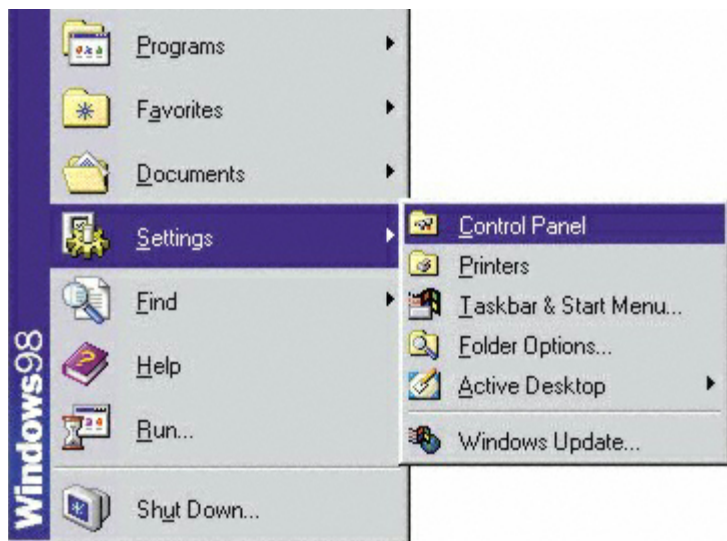 Programs
Favorites
Documents
Settings
Find
Help
Run...
Shut Down...
Windows98
Control Panel
Printers
Taskbar & Start Menu...
Folder Options...
Active Desktop
Windows Update...